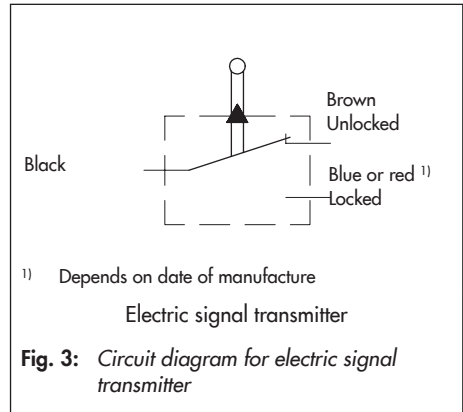 Brown
Unlocked
Black
Blue or red 1)
Locked
1) Depends on date of manufacture
Electric signal transmitter
Fig. 3: Circuit diagram for electric signal
transmitter